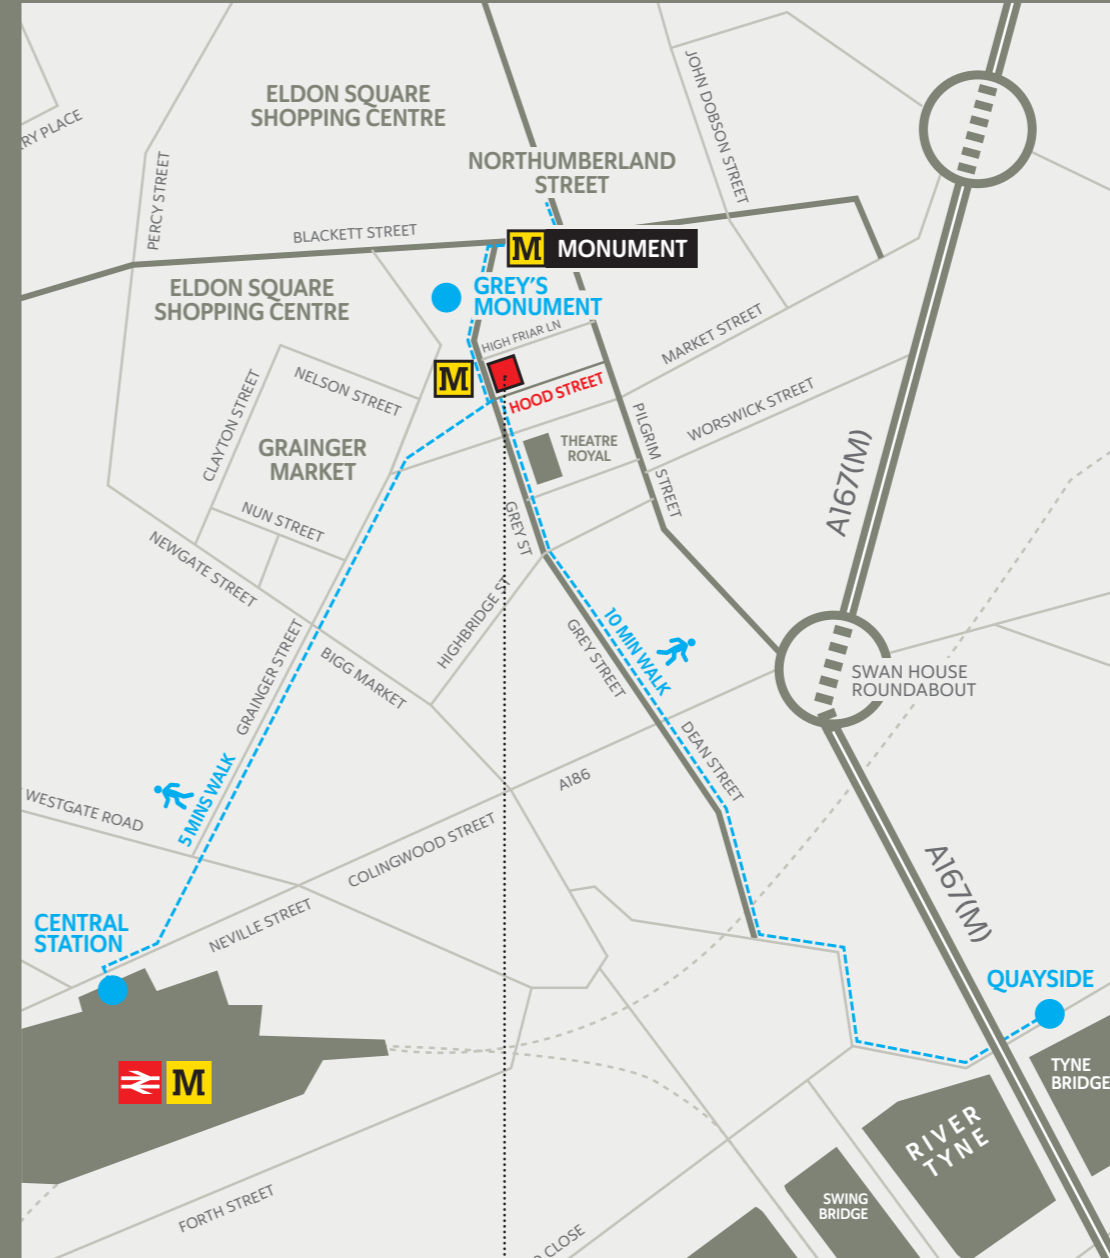 ELDON SQUARE
SHOPPING CENTRE
JOHN DOBSON STREET
RY PLACE
NORTHUMBERLAND
STREET
PERCY STREET
BLACKETT STREET
M MONUMENT
ELDON SQUARE
SHOPPING CENTRE
GREY'S
MONUMENT
HIGH FRIAR LN
MARKET STREET
M
NELSON STREET
HOOD STREET
CLAYTON STREET
WORSWICK STREET
GRAINGER
MARKET
THEATRE
ROYAL
PILGRIM STREET
A167(M)
NUN STREET
GREY ST
NEWGATE STREET
HIGHBRIDGE ST
10 MIN WALK
GREY STREET
GRAINGER STREET
BIGG MARKET
SWAN HOUSE
ROUNDABOUT
DEAN STREET
A186
5 MINS WALK
WESTGATE ROAD
COLINGWOOD STREET
A167(M)
NEVILLE STREET
CENTRAL
STATION
QUAYSIDE
M
TYNE
BRIDGE
RIVER
TYNE
SWING
BRIDGE
FORTH STREET
CLOSE